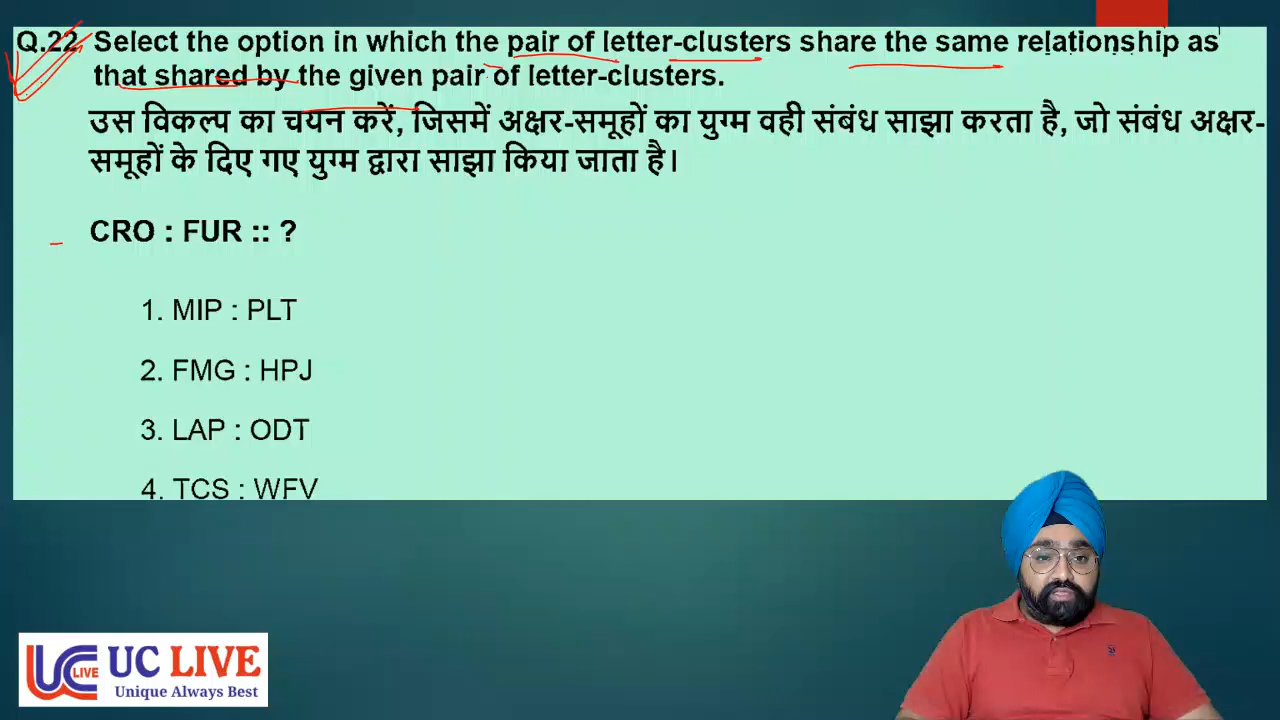 Q.22 Select the option in which the pair of letter-clusters share the same relationship as
that shared by the given pair of letter-clusters.
उस विकल्प का चयन करें, जिसमें अक्षर-समूहों का युग्म वही संबंध साझा करता है, जो संबंध अक्षर-
समूहों के दिए गए युग्म द्वारा साझा किया जाता है।
CRO : FUR :: ?
1. MIP : PLT
2. FMG : HPJ
3. LAP : ODT
4. TCS : WFV
UC LIVE
LIVE
Unique Always Best